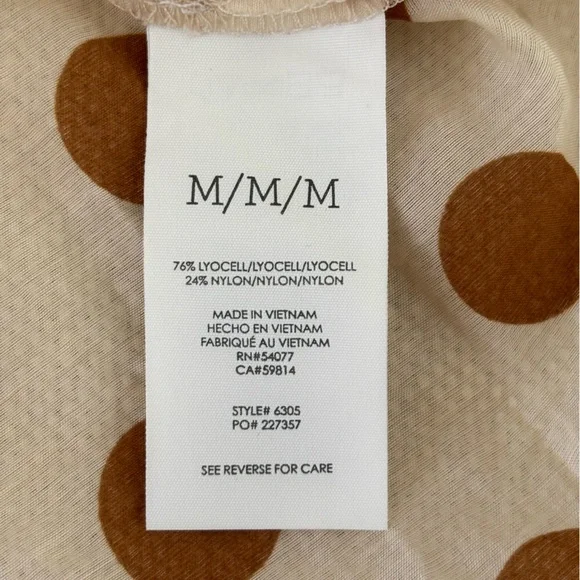 M/M/M
76% LYOCELL/LYOCELL/LYOCELL
24% NYLON/NYLON/NYLON
MADE IN VIETNAM
HECHO EN VIETNAM
FABRIQUÉ AU VIETNAM
RN#54077
CA#59814
STYLE# 6305
PO# 227357
SEE REVERSE FOR CARE